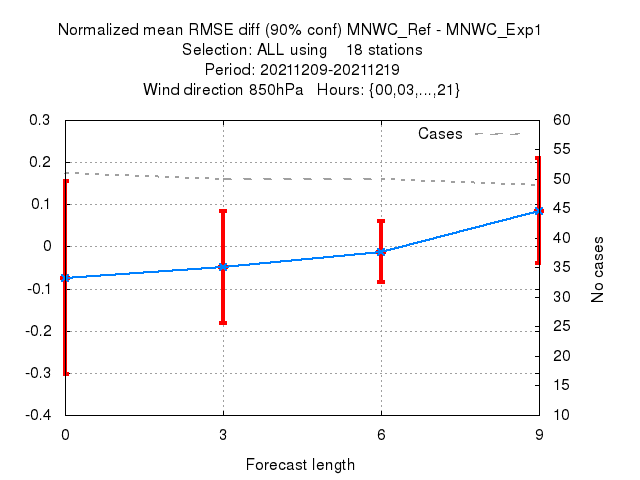 Normalized mean RMSE diff (90% conf) MNWC_Ref - MNWC_Exp1
Selection: ALL using 18 stations
Period: 20211209-20211219
Wind direction 850hPa Hours: {00,03,...,21}
Cases
0.3
0.2
0.1
0
-0.1
-0.2
-0.3
-0.4
60
55
50
45
40
35
30
25
20
15
10
No cases
0 3 6 9
Forecast length